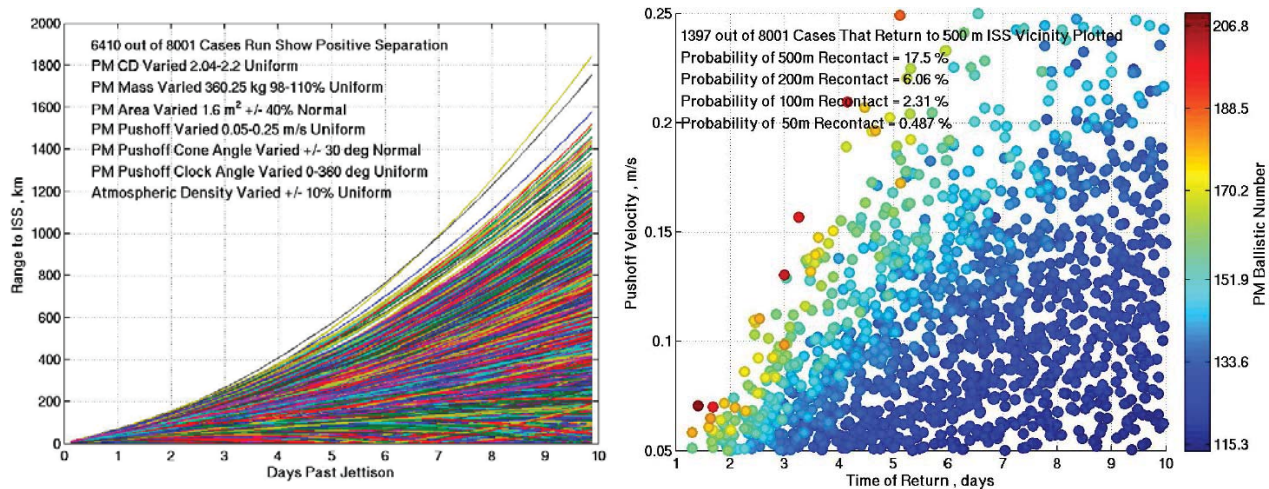 2000
1800
1600
1400
1200
1000
800
600
400
200
0
Range to ISS , km
6410 out of 8001 Cases Run Show Positive Separation
PM CD Varied 2.04-2.2 Uniform
PM Mass Varied 360.25 kg 98-110% Uniform
PM Area Varied 1.6 m² +/- 40% Normal
PM Pushoff Varied 0.05-0.25 m/s Uniform
PM Pushoff Cone Angle Varied +/- 30 deg Normal
PM Pushoff Clock Angle Varied 0-360 deg Uniform
Atmospheric Density Varied +/- 10% Uniform
0 1 2 3 4 5 6 7 8 9 10
Days Past Jettison
0.25
0.2
0.15
0.1
0.05
Pushoff Velocity , m/s
1397 out of 8001 Cases That Return to 500 m ISS Vicinity Plotted
Probability of 500m Recontact = 17.5 %
Probability of 200m Recontact = 6.06 %
Probability of 100m Recontact = 2.31 %
Probability of 50m Recontact = 0.487 %
1 2 3 4 5 6 7 8 9 10
Time of Return , days
206.8
188.5
170.2
151.9
133.6
115.3
PM Ballistic Number